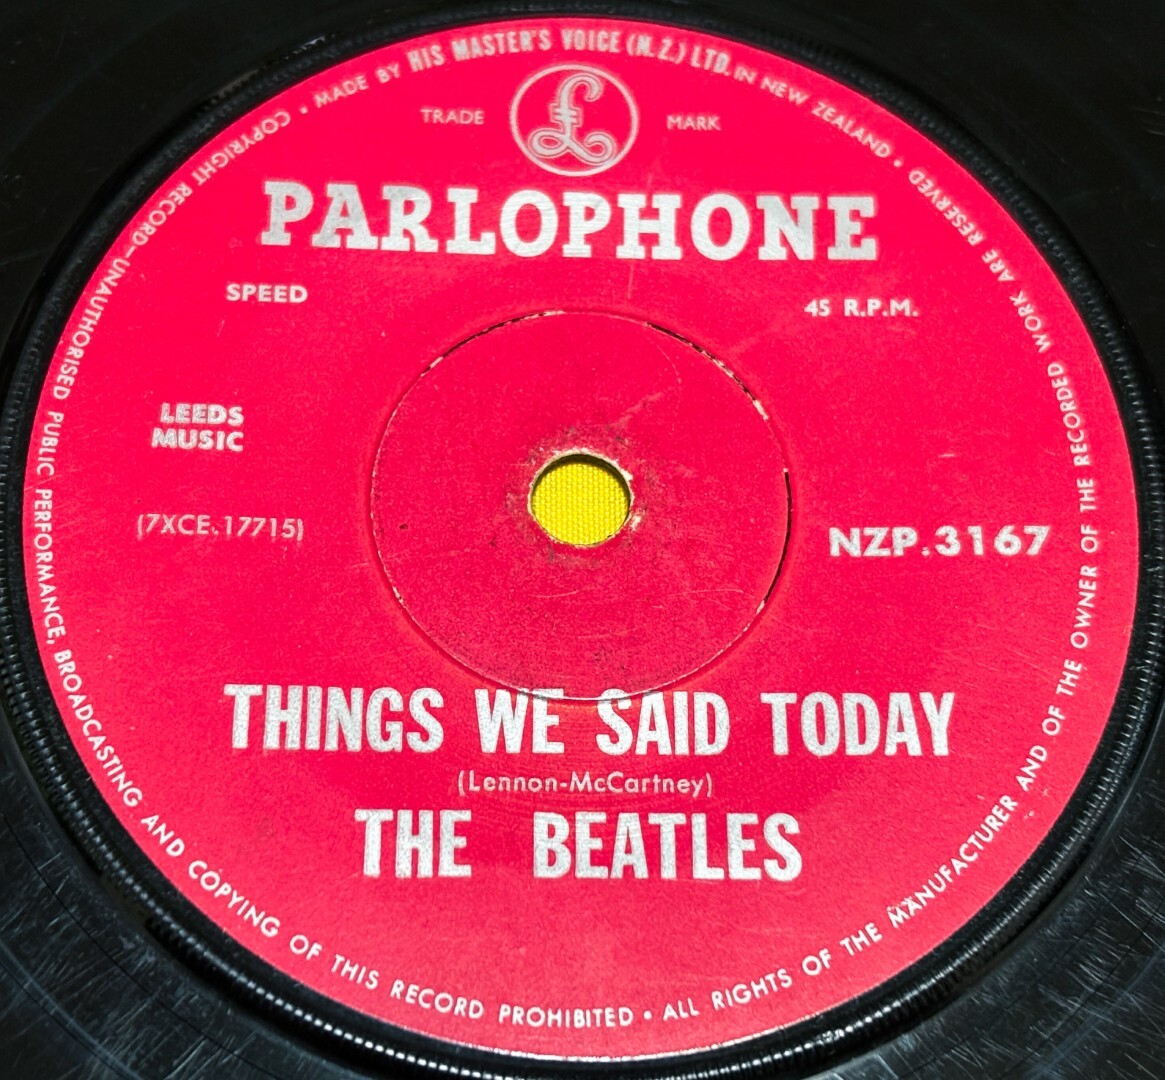 COPYRIGHT RECORD—UNAUTHORISED PUBLIC PERFORMANCE, BROADCASTING AND COPYING OF THIS RECORD PROHIBITED • ALL RIGHTS OF THE MANUFACTURER AND OF THE OWNER OF THE RECORDED WORK ARE RESERVED • MADE BY HIS MASTER'S VOICE (N.Z.) LTD. IN NEW ZEALAND •
TRADE £ MARK
PARLOPHONE
SPEED 45 R.P.M.
LEEDS
MUSIC
(7XCE.17715) NZP.3167
THINGS WE SAID TODAY
(Lennon-McCartney)
THE BEATLES